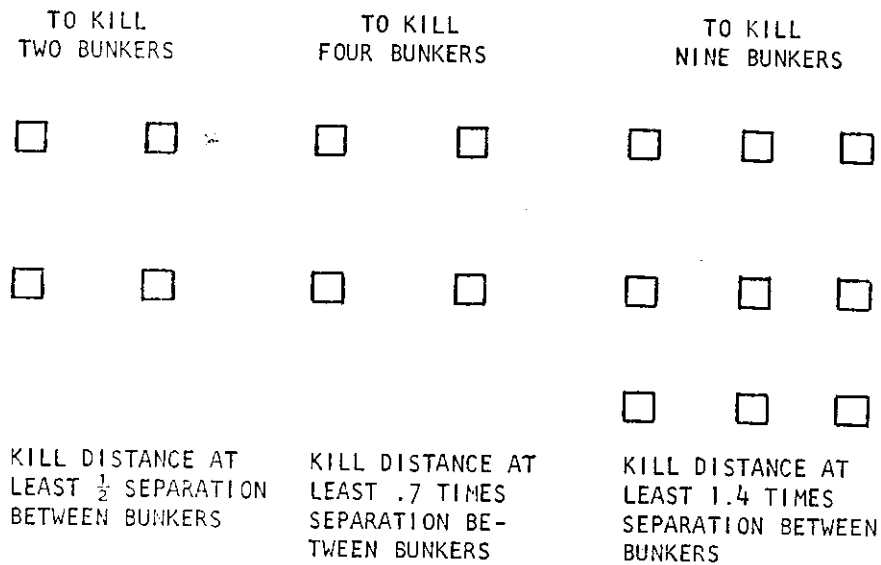 TO KILL
TWO BUNKERS
TO KILL
FOUR BUNKERS
TO KILL
NINE BUNKERS
KILL DISTANCE AT
LEAST ½ SEPARATION
BETWEEN BUNKERS
KILL DISTANCE AT
LEAST .7 TIMES
SEPARATION BE-
TWEEN BUNKERS
KILL DISTANCE AT
LEAST 1.4 TIMES
SEPARATION BETWEEN
BUNKERS